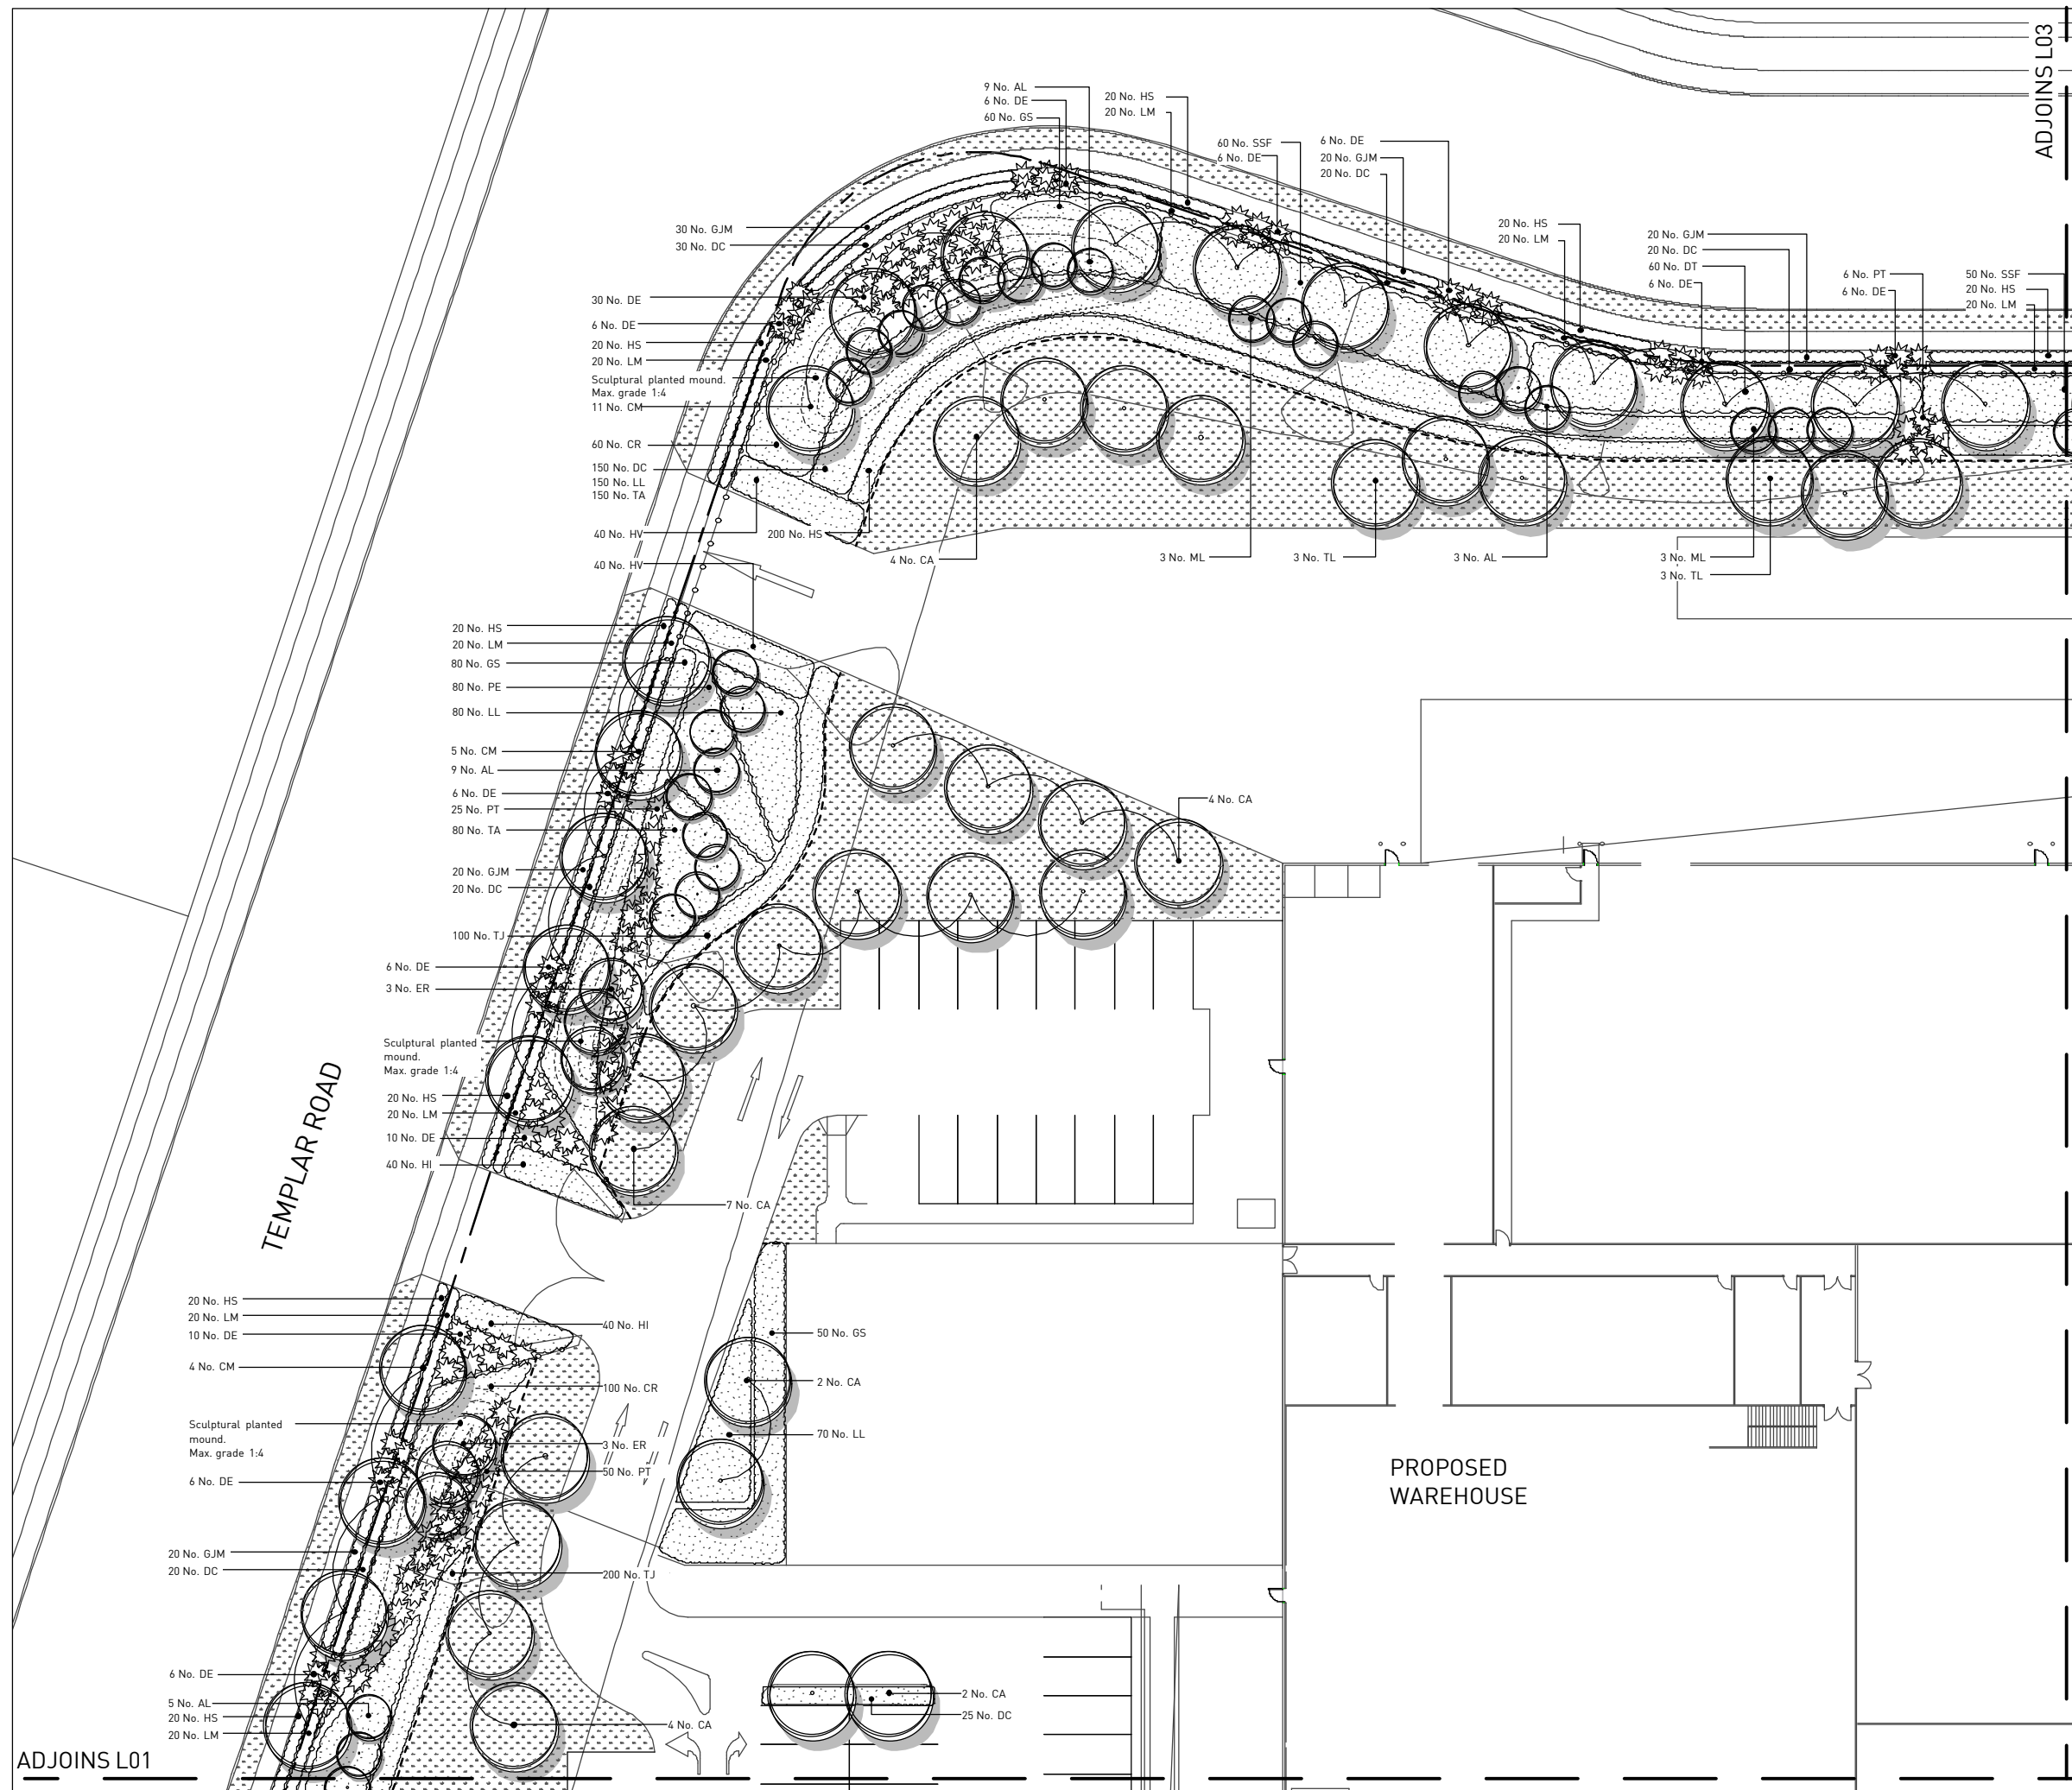 ADJOINS L03
9 No. AL
6 No. DE
60 No. GS
20 No. HS
20 No. LM
60 No. SSF
6 No. DE
6 No. DE
20 No. GJM
20 No. DC
20 No. HS
20 No. LM
20 No. GJM
20 No. DC
60 No. DT
6 No. DE
6 No. PT
6 No. DE
50 No. SSF
20 No. HS
20 No. LM
30 No. GJM
30 No. DC
30 No. DE
6 No. DE
20 No. HS
20 No. LM
Sculptural planted mound.
Max. grade 1:4
11 No. CM
60 No. CR
150 No. DC
150 No. LL
150 No. TA
40 No. HV
200 No. HS
4 No. CA
3 No. ML
3 No. TL
3 No. AL
3 No. ML
3 No. TL
40 No. HV
20 No. HS
20 No. LM
80 No. GS
80 No. PE
80 No. LL
5 No. CM
9 No. AL
6 No. DE
25 No. PT
80 No. TA
4 No. CA
20 No. GJM
20 No. DC
100 No. TJ
6 No. DE
3 No. ER
Sculptural planted
mound.
Max. grade 1:4
20 No. HS
20 No. LM
10 No. DE
40 No. HI
7 No. CA
TEMPLAR ROAD
20 No. HS
20 No. LM
10 No. DE
4 No. CM
40 No. HI
50 No. GS
2 No. CA
100 No. CR
Sculptural planted
mound.
Max. grade 1:4
70 No. LL
3 No. ER
50 No. PT
6 No. DE
PROPOSED
WAREHOUSE
20 No. GJM
20 No. DC
200 No. TJ
6 No. DE
5 No. AL
20 No. HS
20 No. LM
4 No. CA
2 No. CA
25 No. DC
ADJOINS L01